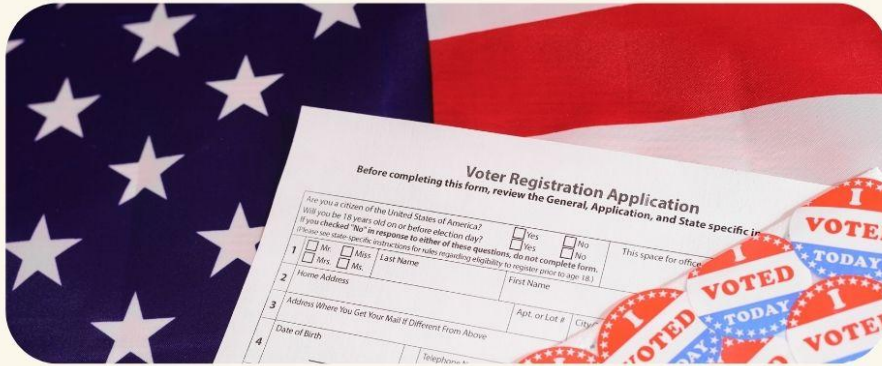 Voter Registration Application
Before completing this form, review the General, Application, and State specific in
Are you a citizen of the United States of America? Yes No
Will you be 18 years old on or before election day? Yes No
If you checked "No" in response to either of these questions, do not complete form.
(Please see state-specific instructions for rules regarding eligibility to register prior to age 18.)
This space for office
1 Mr. Miss Last Name First Name
Mrs. Ms.
2 Home Address Apt. or Lot # City
3 Address Where You Get Your Mail If Different From Above
4 Date of Birth Telephone
I
VOTED
TODAY
I
VOTE
TODAY
I
VOTED
I
VOTE